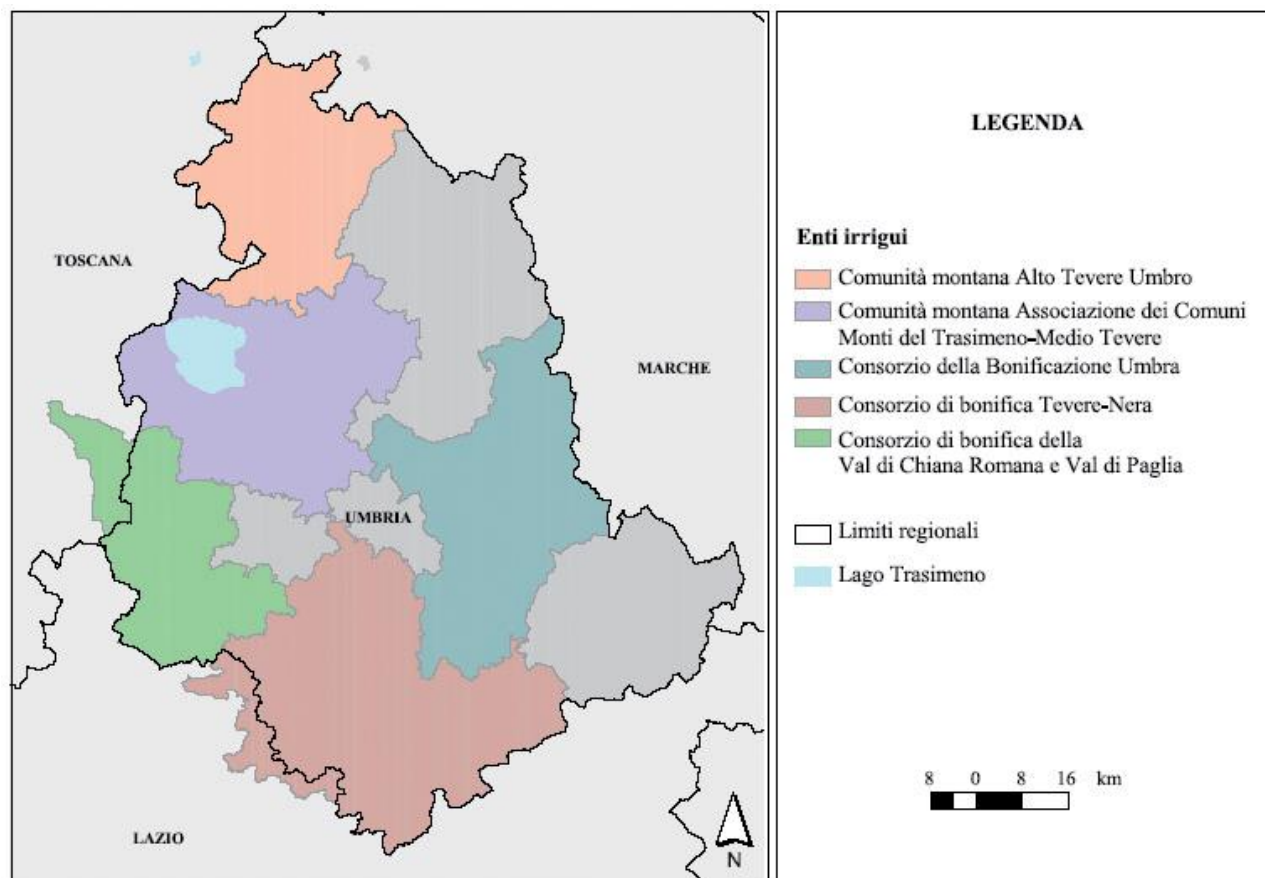 TOSCANA
MARCHE
UMBRIA
LAZIO
N
LEGENDA
Enti irrigui
Comunità montana Alto Tevere Umbro
Comunità montana Associazione dei Comuni
Monti del Trasimeno-Medio Tevere
Consorzio della Bonificazione Umbra
Consorzio di bonifica Tevere-Nera
Consorzio di bonifica della
Val di Chiana Romana e Val di Paglia
Limiti regionali
Lago Trasimeno
8 0 8 16 km